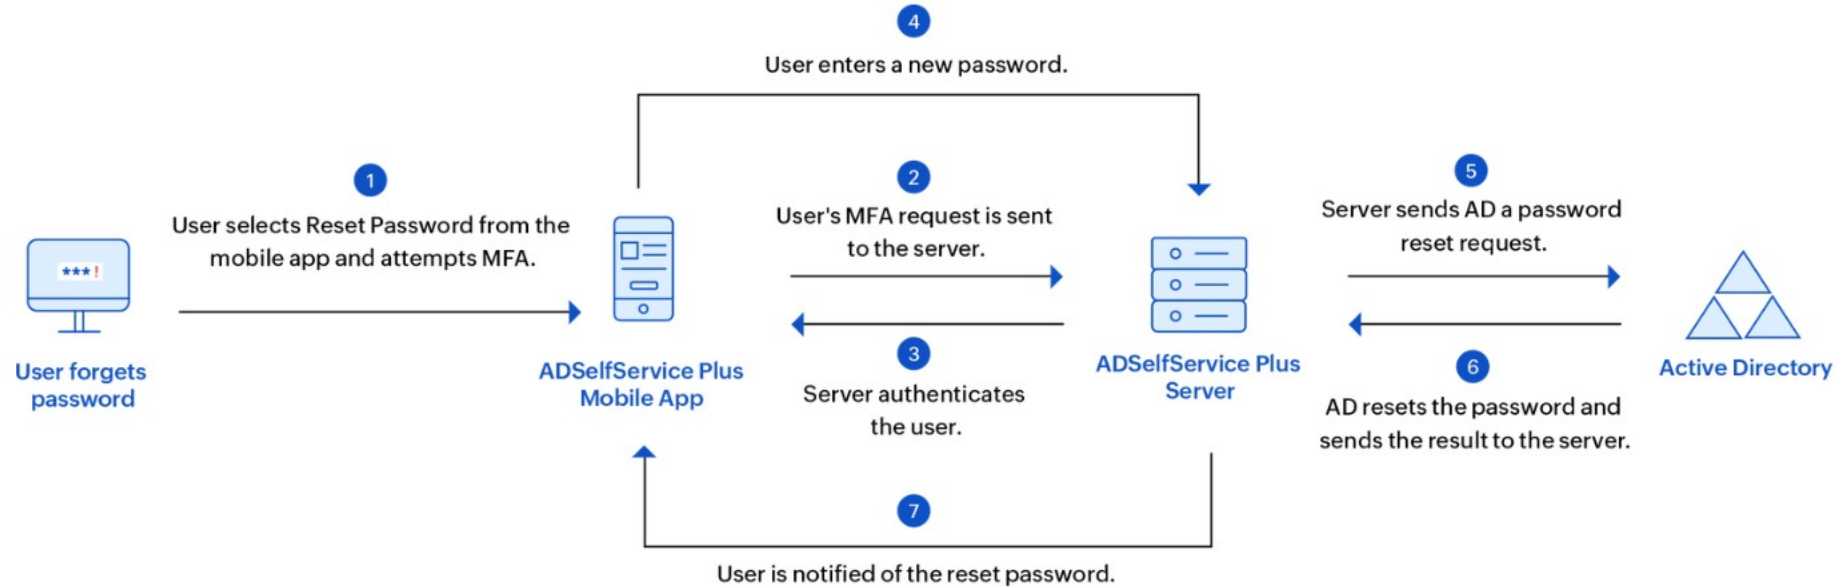 4
User enters a new password.
1
User selects Reset Password from the
mobile app and attempts MFA.
2
User's MFA request is sent
to the server.
5
Server sends AD a password
reset request.
***!
User forgets
password
ADSelfService Plus
Mobile App
3
Server authenticates
the user.
ADSelfService Plus
Server
6
AD resets the password and
sends the result to the server.
Active Directory
7
User is notified of the reset password.